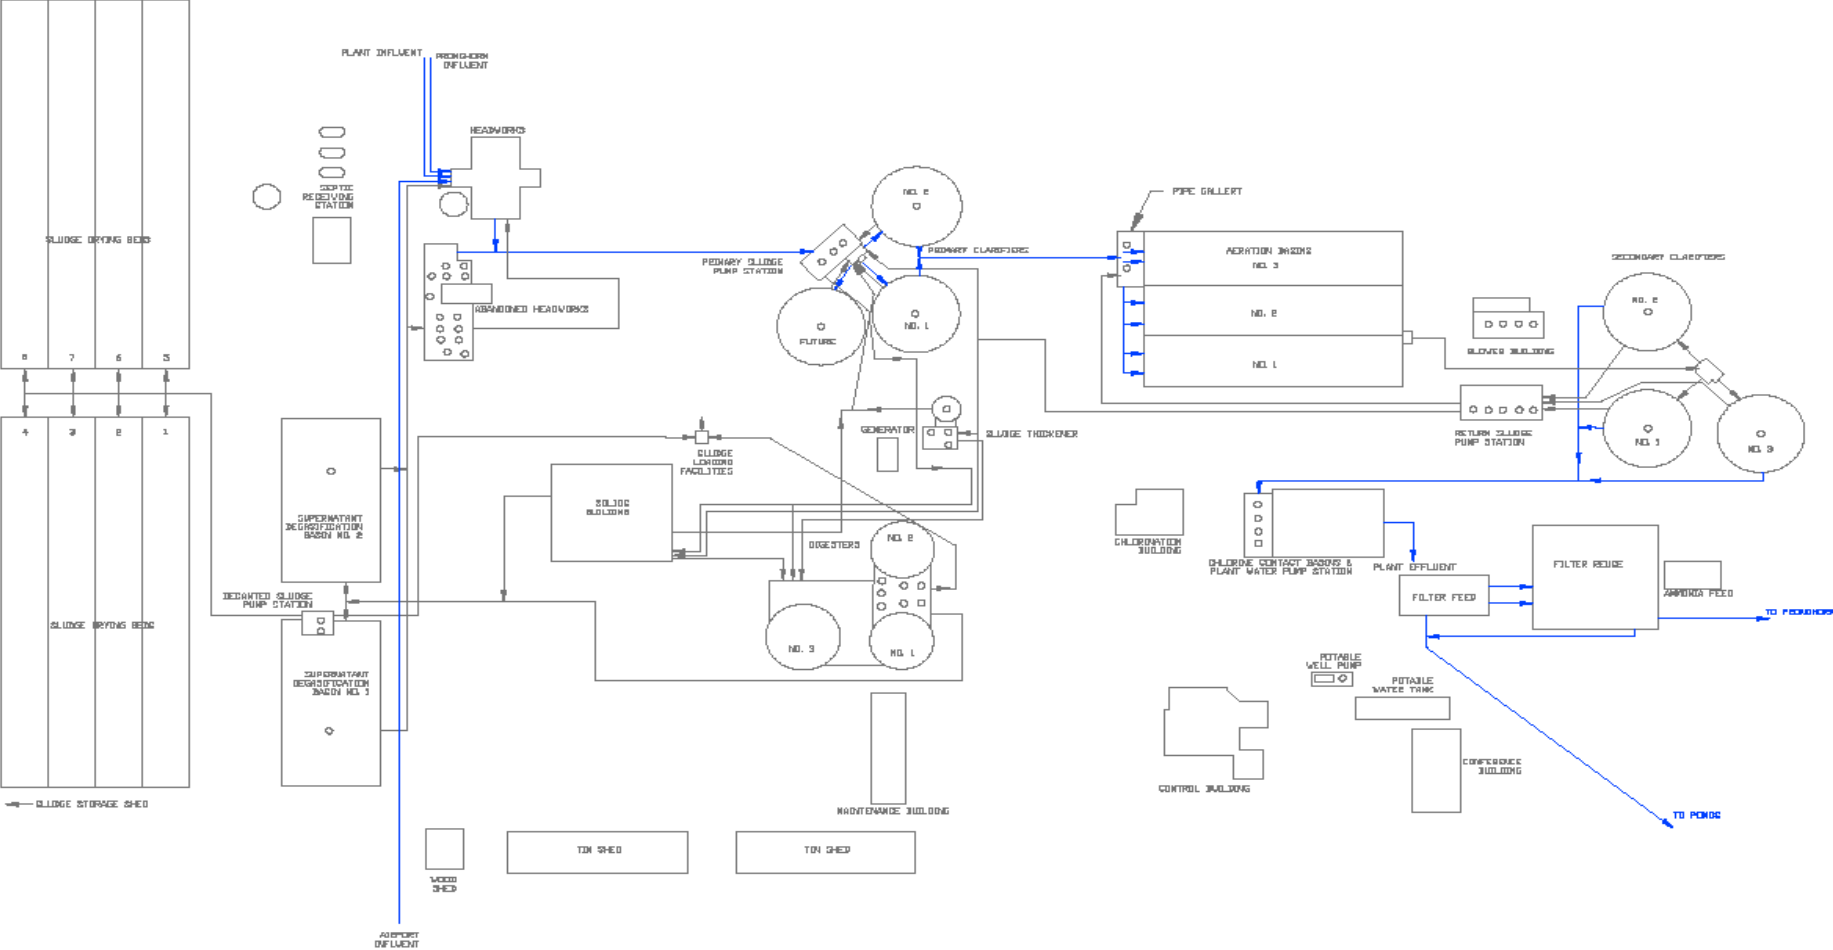 PLANT INFLUENT
PRONGHORN
INFLUENT
HEADWORKS
SEPTIC
RECEIVING
STATION
NO. 2
PIPE GALLERY
SLUDGE DRYING BEDS
PRIMARY CLARIFIERS
AERATION BASINS
NO. 3
PRIMARY SLUDGE
PUMP STATION
SECONDARY CLARIFIERS
NO. 2
ABANDONED HEADWORKS
NO. 2
NO. 1
FUTURE
BLOWER BUILDING
8
7
6
5
NO. 1
4
3
2
1
GENERATOR
SLUDGE THICKENER
RETURN SLUDGE
PUMP STATION
NO. 1
NO. 3
SLUDGE
LOADING
FACILITIES
SOLIDS
BUILDING
SUPERNATANT
DEGASIFICATION
BASIN NO. 2
DIGESTERS
NO. 2
CHLORINATION
BUILDING
CHLORINE CONTACT BASINS &
PLANT WATER PUMP STATION
PLANT EFFLUENT
FILTER REUSE
FILTER FEED
AMMONIA FEED
DECANTED SLUDGE
PUMP STATION
TO PRONGHORN
SLUDGE DRYING BEDS
NO. 3
NO. 1
POTABLE
WELL PUMP
SUPERNATANT
DEGASIFICATION
BASIN NO. 1
POTABLE
WATER TANK
CONFERENCE
BUILDING
CONTROL BUILDING
SLUDGE STORAGE SHED
MAINTENANCE BUILDING
TO PONDS
TIN SHED
TIN SHED
WOOD
SHED
AIRPORT
INFLUENT